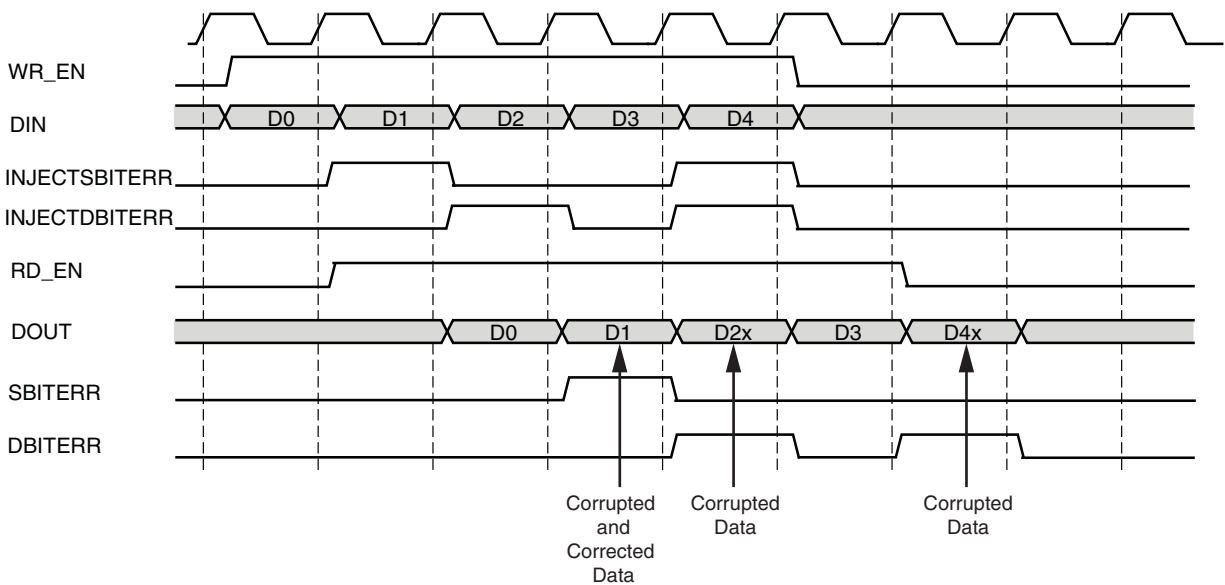 WR_EN
DIN D0 D1 D2 D3 D4
INJECTSBITERR
INJECTDBITERR
RD_EN
DOUT D0 D1 D2x D3 D4x
SBITERR
DBITERR
Corrupted
and
Corrected
Data
Corrupted
Data
Corrupted
Data